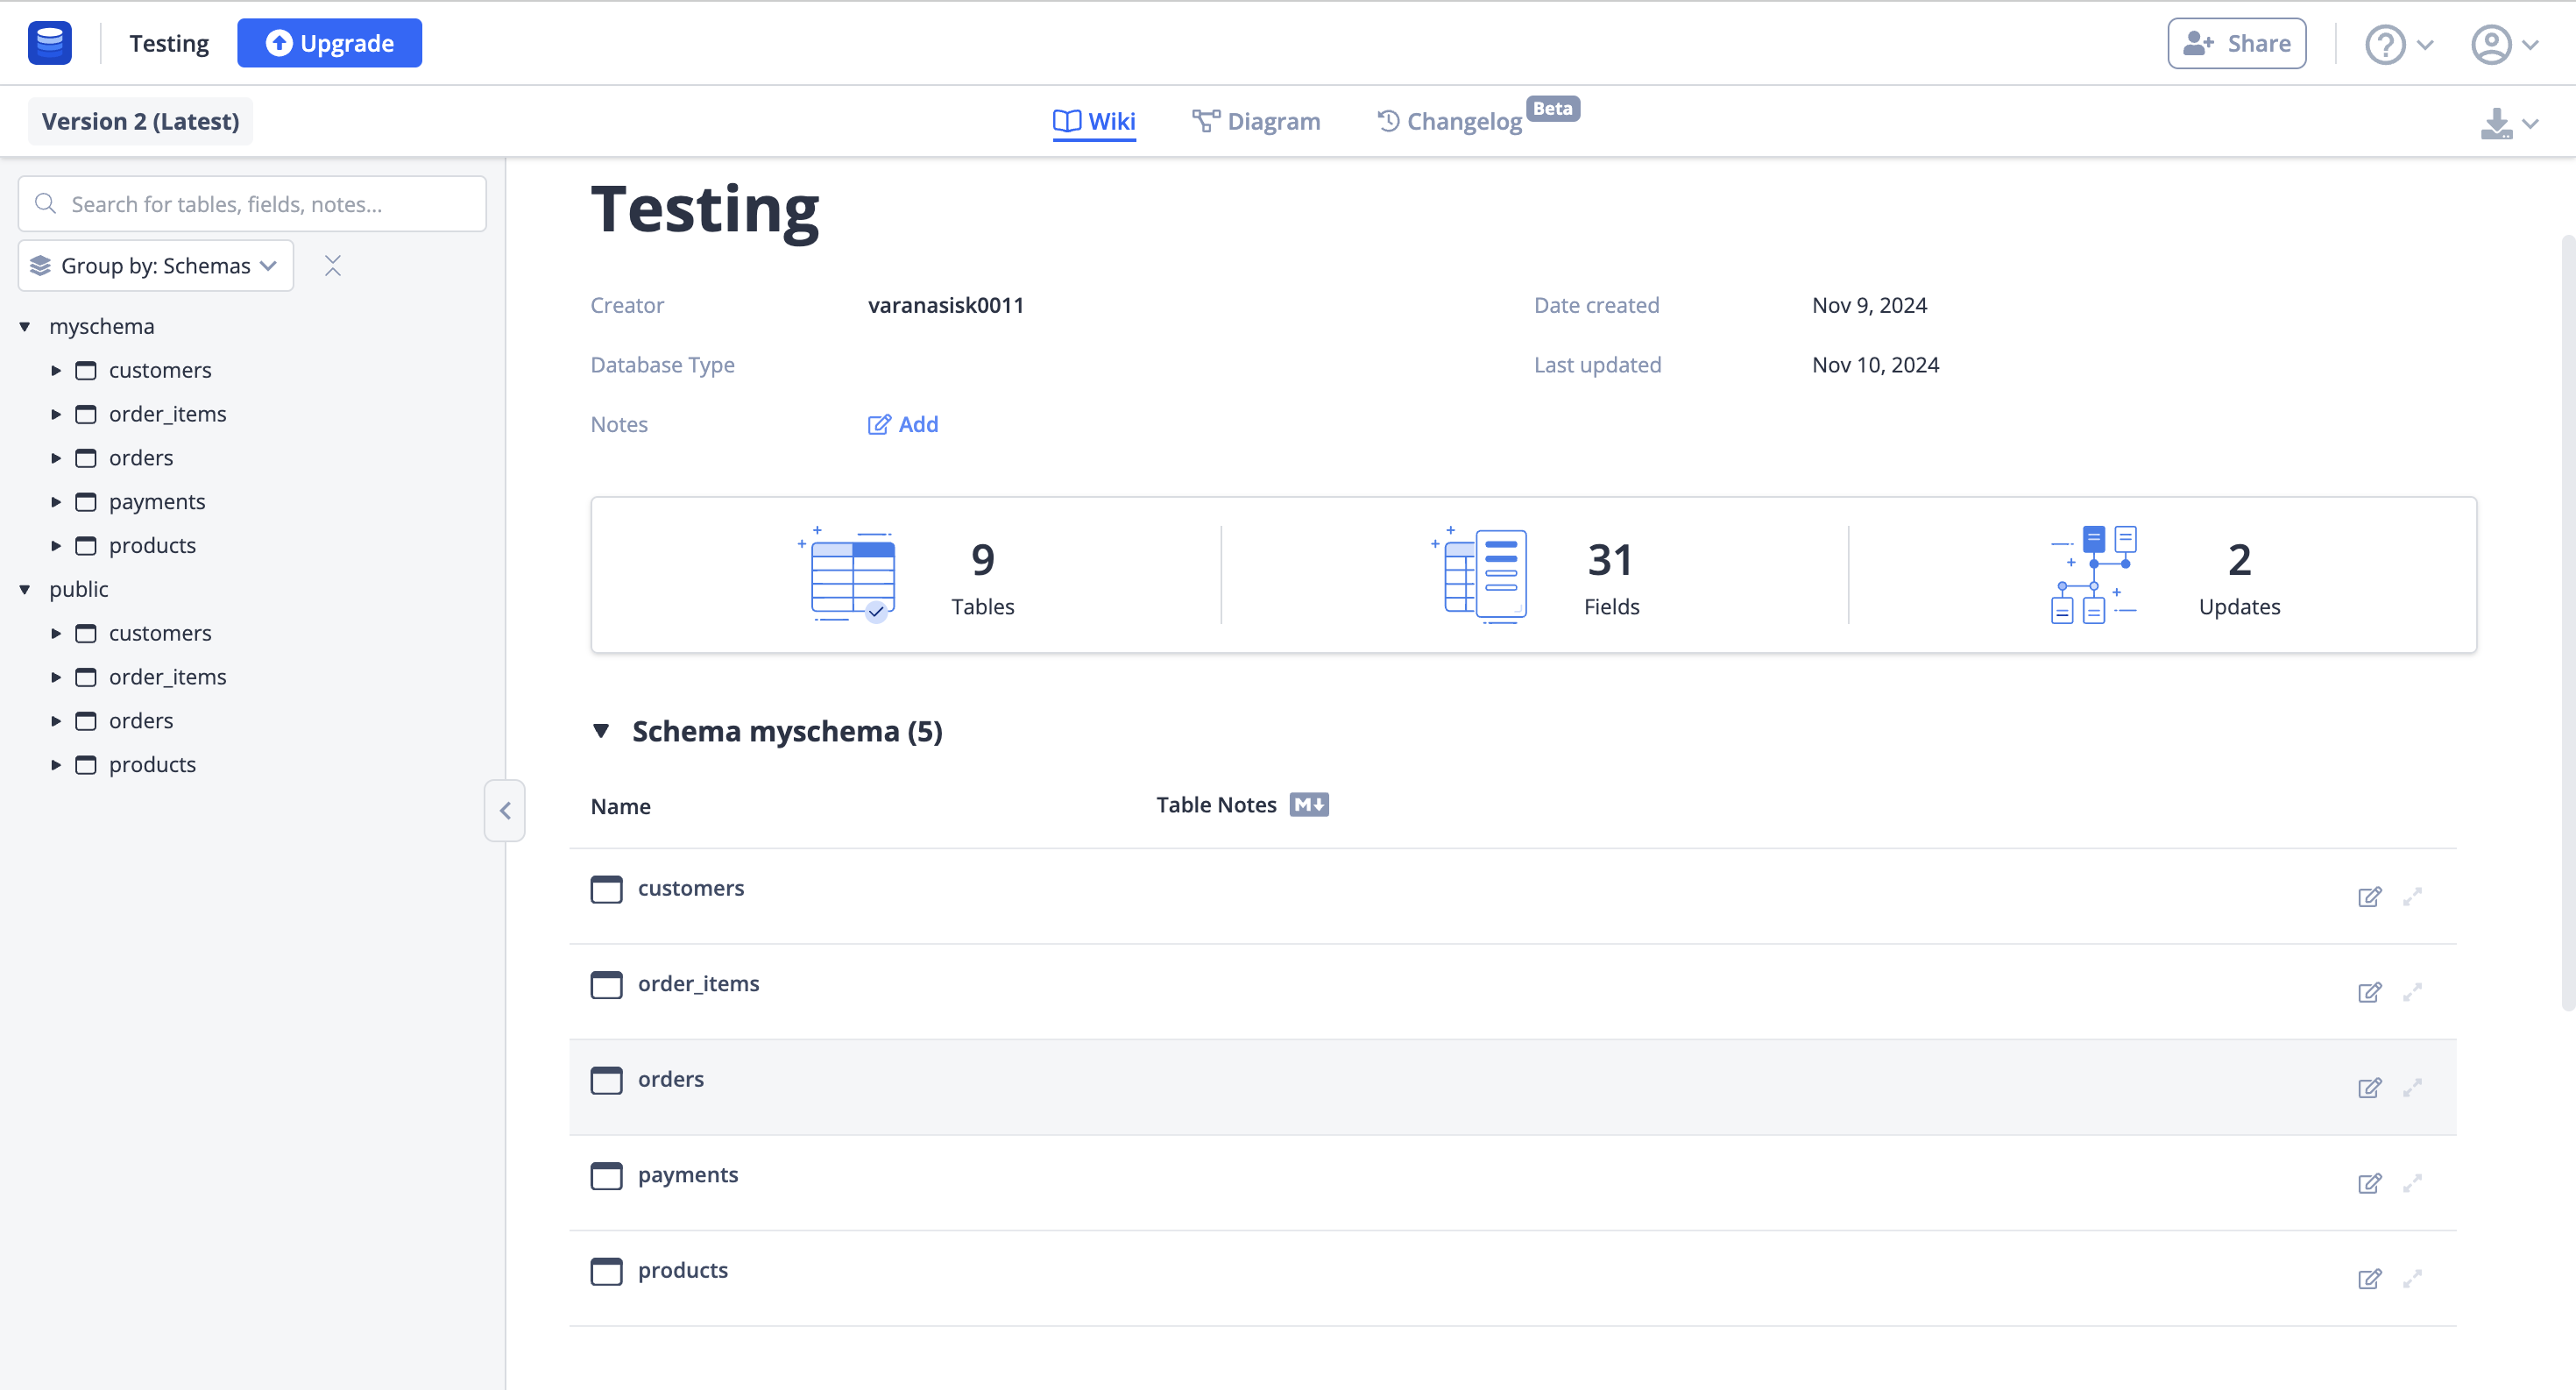 Testing
Upgrade
Share
Version 2 (Latest)
Wiki
Diagram
Changelog
Beta
Search for tables, fields, notes...
Group by: Schemas
myschema
customers
order_items
orders
payments
products
public
customers
order_items
orders
products
Testing
Creator varanasisk0011 Date created Nov 9, 2024
Database Type Last updated Nov 10, 2024
Notes Add
9
Tables
31
Fields
2
Updates
Schema myschema (5)
Name Table Notes M
customers
order_items
orders
payments
products